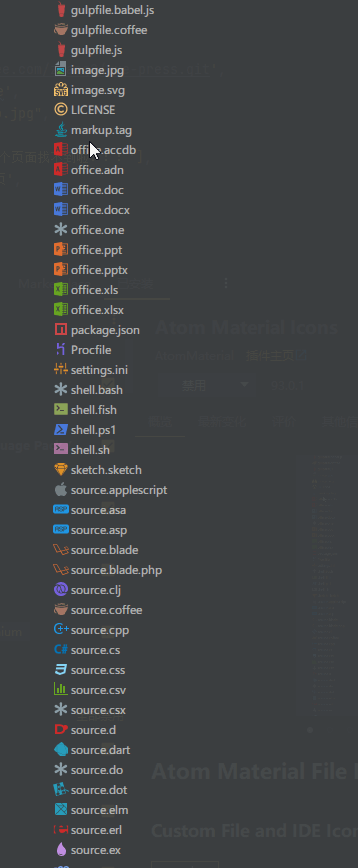 gulpfile.babel.js
gulpfile.coffee
gulpfile.js
image.jpg
image.svg
LICENSE
markup.tag
office.accdb
office.adn
office.doc
office.docx
office.one
office.ppt
office.pptx
office.xls
office.xlsx
package.json
Atom Material Icons
Procfile
settings.ini
禁用
shell.bash
shell.fish
shell.ps1
shell.sh
sketch.sketch
source.applescript
source.asa
source.asp
source.blade
source.blade.php
source.clj
source.coffee
source.cpp
source.cs
source.css
source.csv
source.csx
source.d
source.dart
source.do
Atom Material File
source.dot
source.elm
source.erl
Custom File and IDE Icon
source.ex